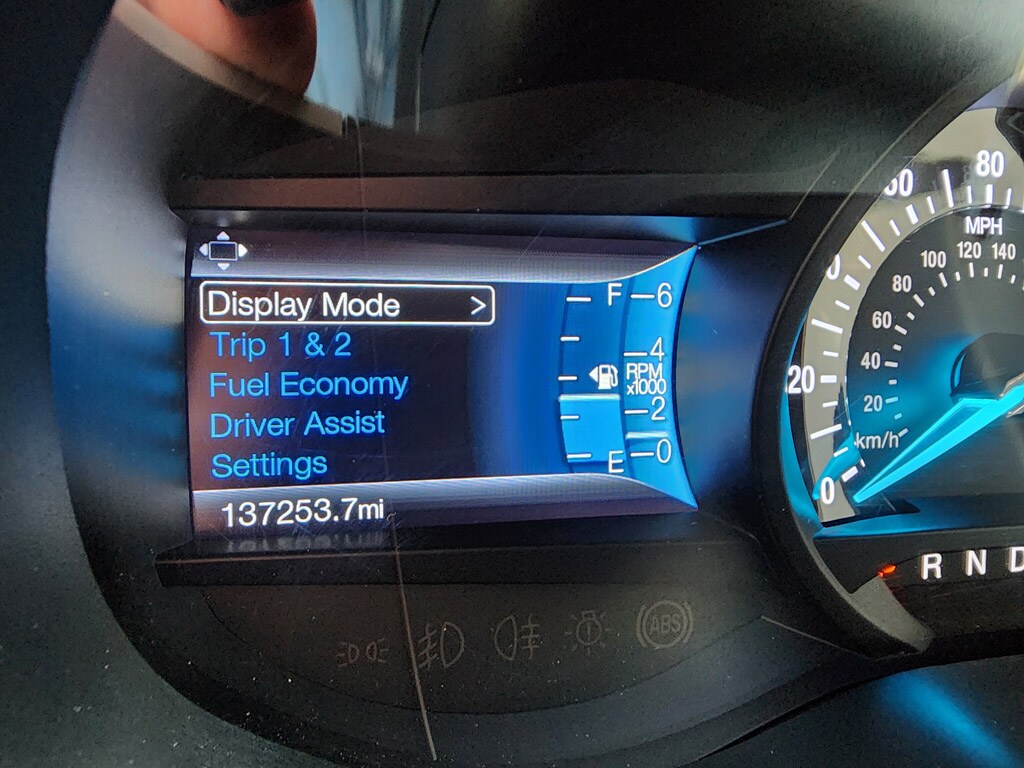 Display Mode >
Trip 1 & 2
Fuel Economy
Driver Assist
Settings
137253.7mi
F 6
4
RPM
x1000
2
E 0
80
MPH
20
0
140
120
100
80
60
40
20
km/h
R N D
ABS